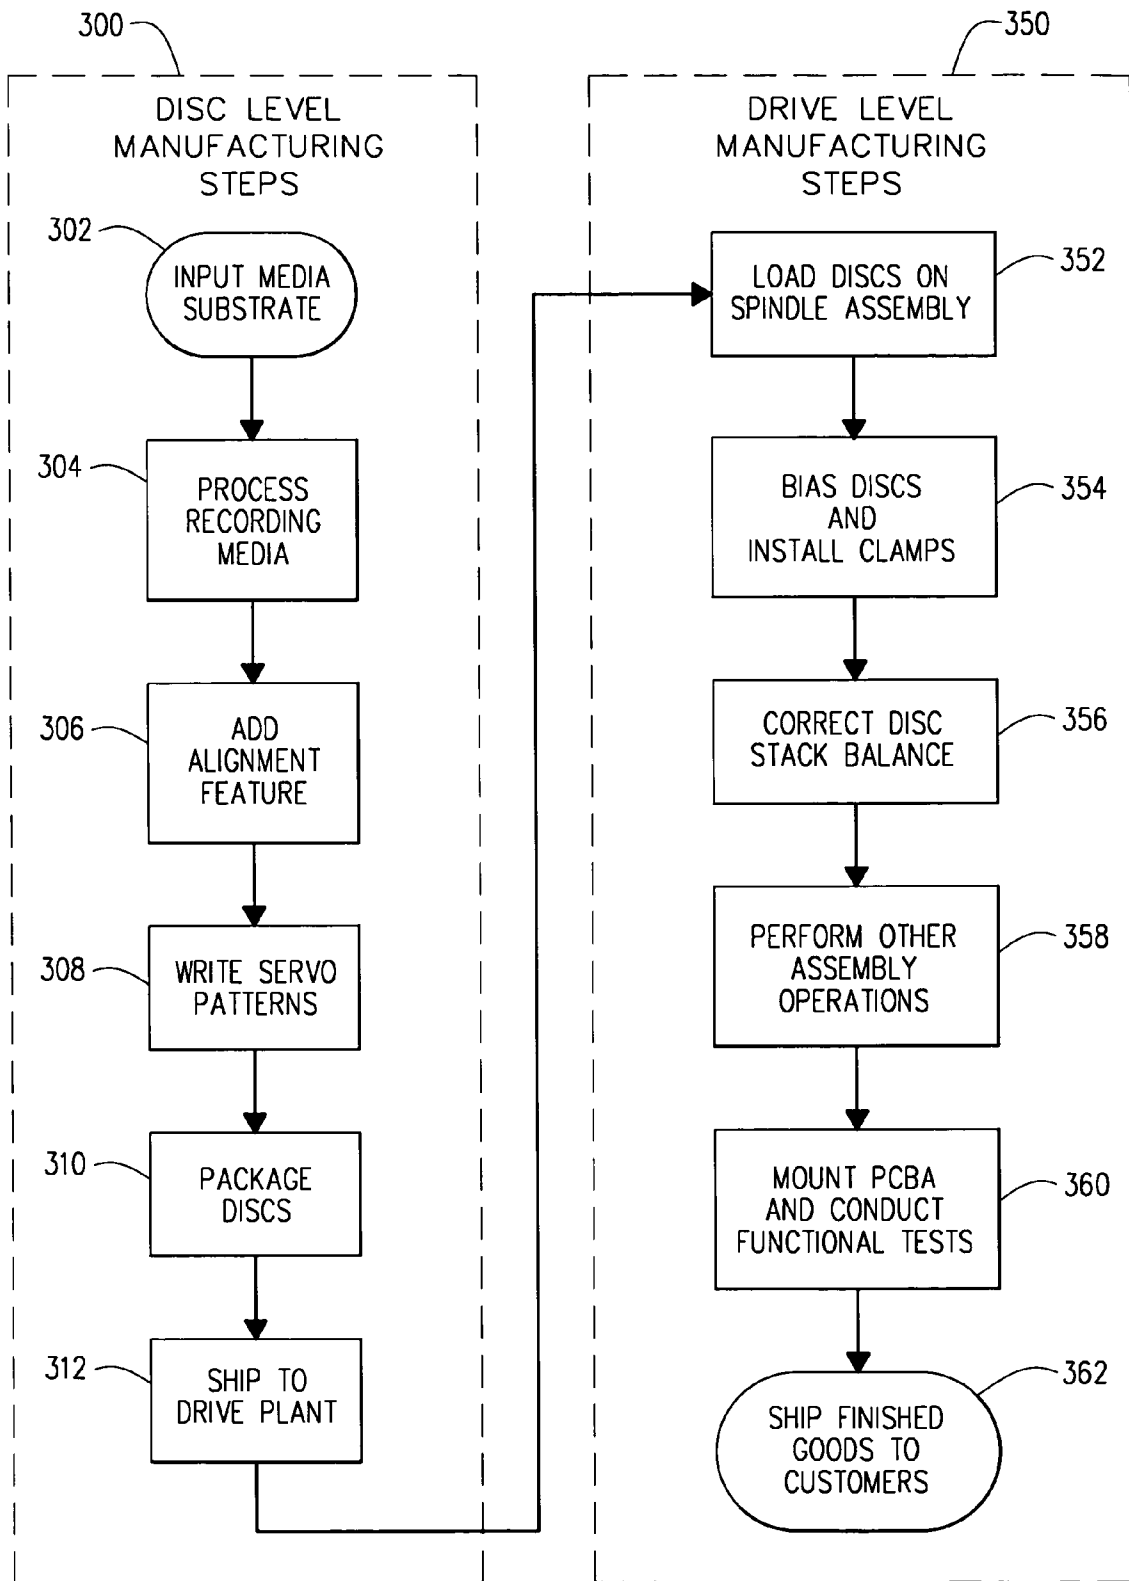 300
DISC LEVEL
MANUFACTURING
STEPS
302
INPUT MEDIA
SUBSTRATE
304
PROCESS
RECORDING
MEDIA
306
ADD
ALIGNMENT
FEATURE
308
WRITE SERVO
PATTERNS
310
PACKAGE
DISCS
312
SHIP TO
DRIVE PLANT
350
DRIVE LEVEL
MANUFACTURING
STEPS
352
LOAD DISCS ON
SPINDLE ASSEMBLY
354
BIAS DISCS
AND
INSTALL CLAMPS
356
CORRECT DISC
STACK BALANCE
358
PERFORM OTHER
ASSEMBLY
OPERATIONS
360
MOUNT PCBA
AND CONDUCT
FUNCTIONAL TESTS
362
SHIP FINISHED
GOODS TO
CUSTOMERS